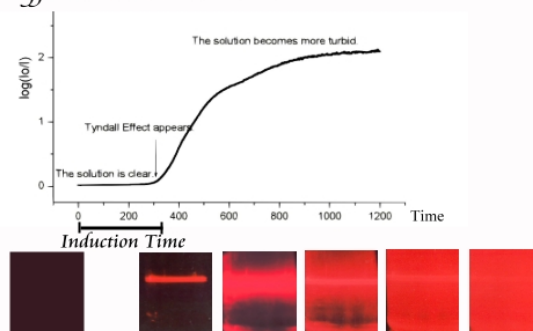 The solution becomes more turbid.
2
log(Io/I)
1
Tyndall Effect appears
The solution is clear.
0
0 200 400 600 800 1000 1200 Time
Induction Time